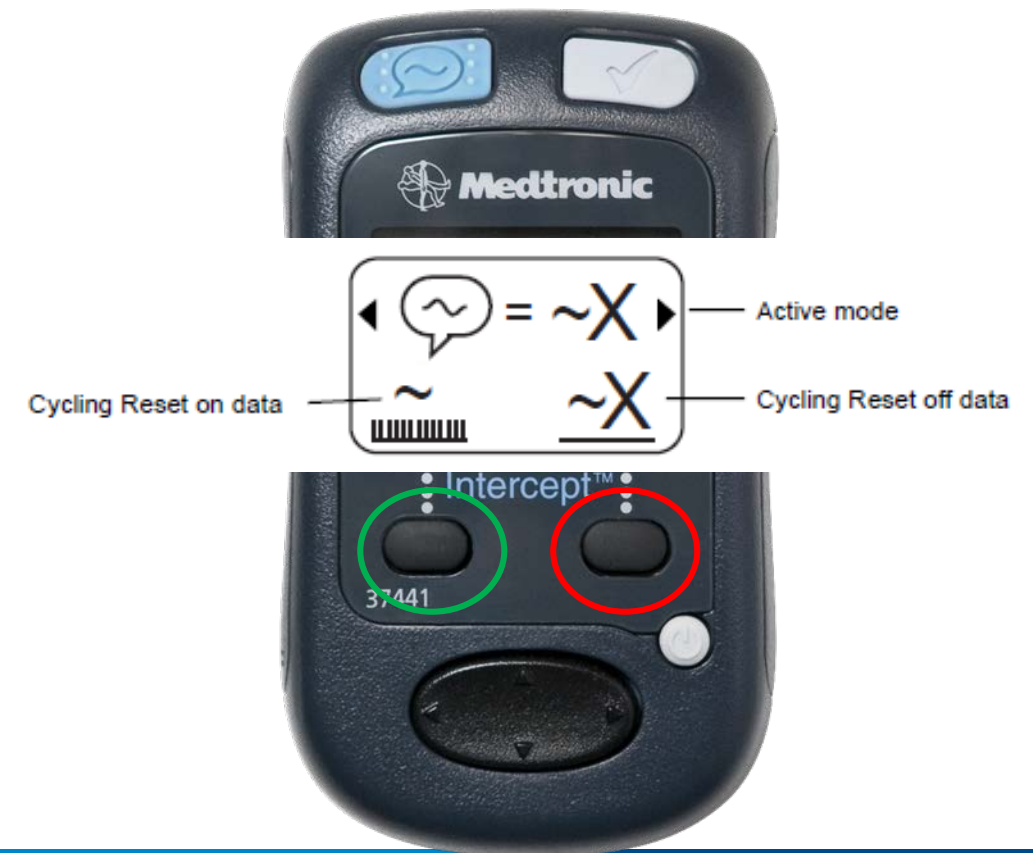 Medtronic
= ~X
Active mode
Cycling Reset on data
~
~X
Cycling Reset off data
Intercept™
37441